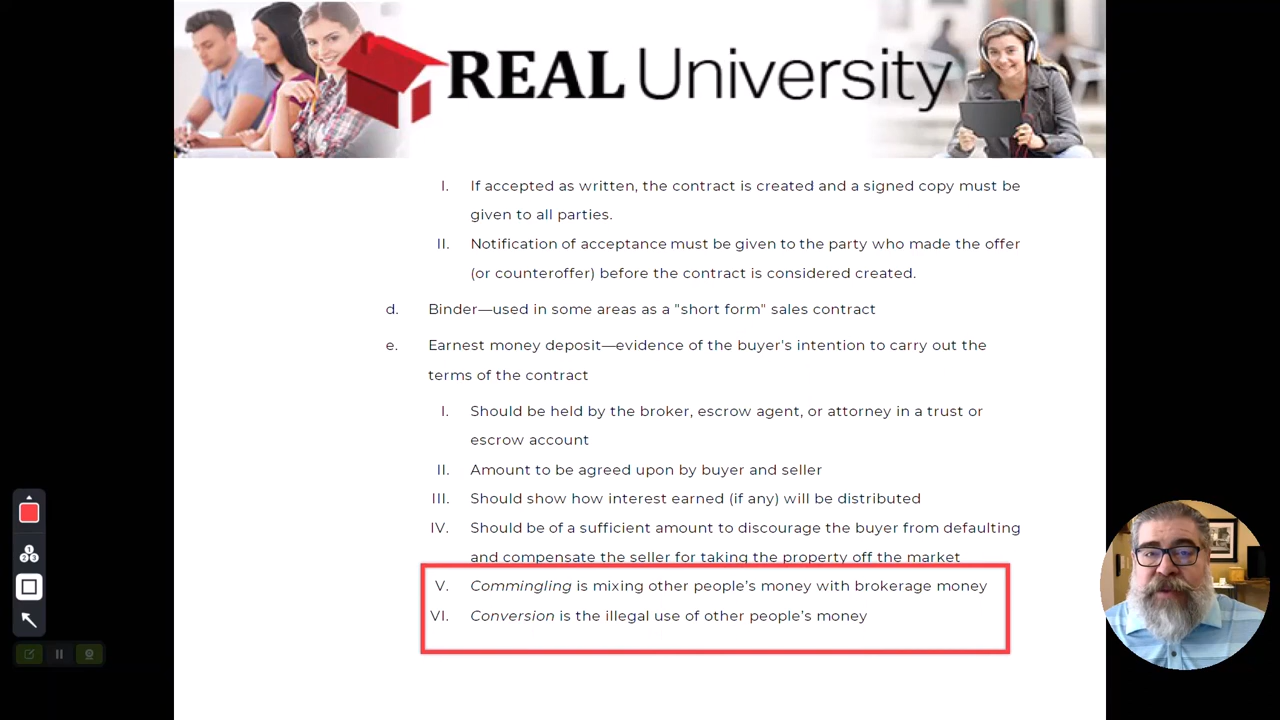 REAL University
I. If accepted as written, the contract is created and a signed copy must be
given to all parties.
II. Notification of acceptance must be given to the party who made the offer
(or counteroffer) before the contract is considered created.
d. Binder—used in some areas as a "short form" sales contract
e. Earnest money deposit—evidence of the buyer's intention to carry out the
terms of the contract
I. Should be held by the broker, escrow agent, or attorney in a trust or
escrow account
II. Amount to be agreed upon by buyer and seller
III. Should show how interest earned (if any) will be distributed
IV. Should be of a sufficient amount to discourage the buyer from defaulting
and compensate the seller for taking the property off the market
V. Commingling is mixing other people's money with brokerage money
VI. Conversion is the illegal use of other people's money